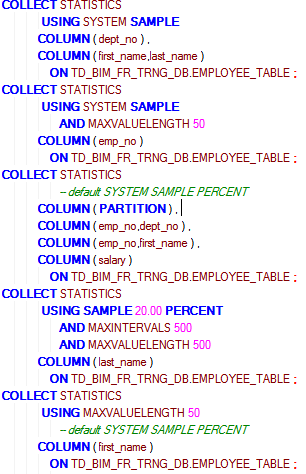 COLLECT STATISTICS
USING SYSTEM SAMPLE
COLUMN ( dept_no ) ,
COLUMN ( first_name,last_name )
ON TD_BIM_FR_TRNG_DB.EMPLOYEE_TABLE ;
COLLECT STATISTICS
USING SYSTEM SAMPLE
AND MAXVALUELENGTH 50
COLUMN ( emp_no )
ON TD_BIM_FR_TRNG_DB.EMPLOYEE_TABLE ;
COLLECT STATISTICS
-- default SYSTEM SAMPLE PERCENT
COLUMN ( PARTITION ) ,
COLUMN ( emp_no,dept_no ) ,
COLUMN ( emp_no,first_name ) ,
COLUMN ( salary )
ON TD_BIM_FR_TRNG_DB.EMPLOYEE_TABLE ;
COLLECT STATISTICS
USING SAMPLE 20.00 PERCENT
AND MAXINTERVALS 500
AND MAXVALUELENGTH 500
COLUMN ( last_name )
ON TD_BIM_FR_TRNG_DB.EMPLOYEE_TABLE ;
COLLECT STATISTICS
USING MAXVALUELENGTH 50
-- default SYSTEM SAMPLE PERCENT
COLUMN ( first_name )
ON TD_BIM_FR_TRNG_DB.EMPLOYEE_TABLE ;